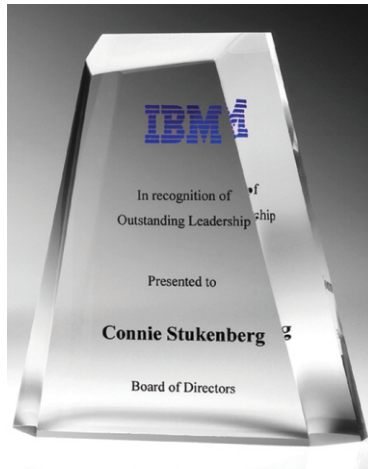 IBM
In recognition of
Outstanding Leadership
Presented to
Connie Stukenberg
Board of Directors